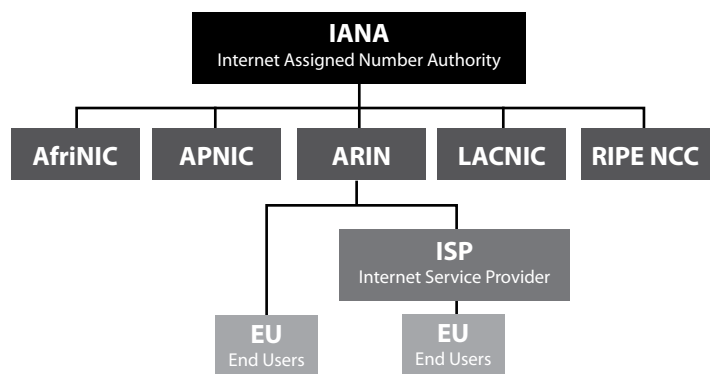 IANA
Internet Assigned Number Authority
AfriNIC
APNIC
ARIN
LACNIC
RIPE NCC
ISP
Internet Service Provider
EU
End Users
EU
End Users